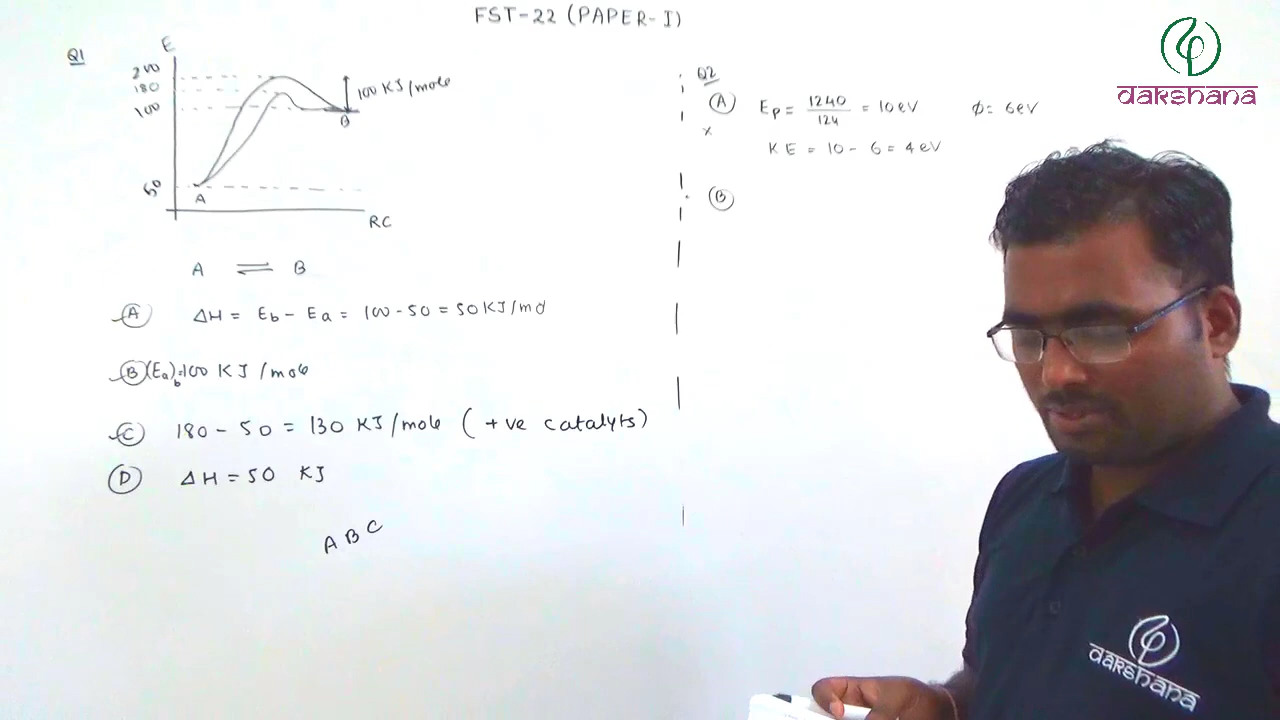 FST-22 (PAPER-I)
dakshana
Q1
E
200
180
100
50
100 KJ/mole
B
A
RC
A ⇌ B
(A) ΔH = Eb - Ea = 100 - 50 = 50 KJ/mol
(B) (Ea)b = 100 KJ/mole
(C) 180 - 50 = 130 KJ/mole (+ve catalyts)
(D) ΔH = 50 KJ
A B C
Q2
(A) Ep = 1240/124 = 10 eV φ = 6eV
x
KE = 10 - 6 = 4 eV
(B)
dakshana